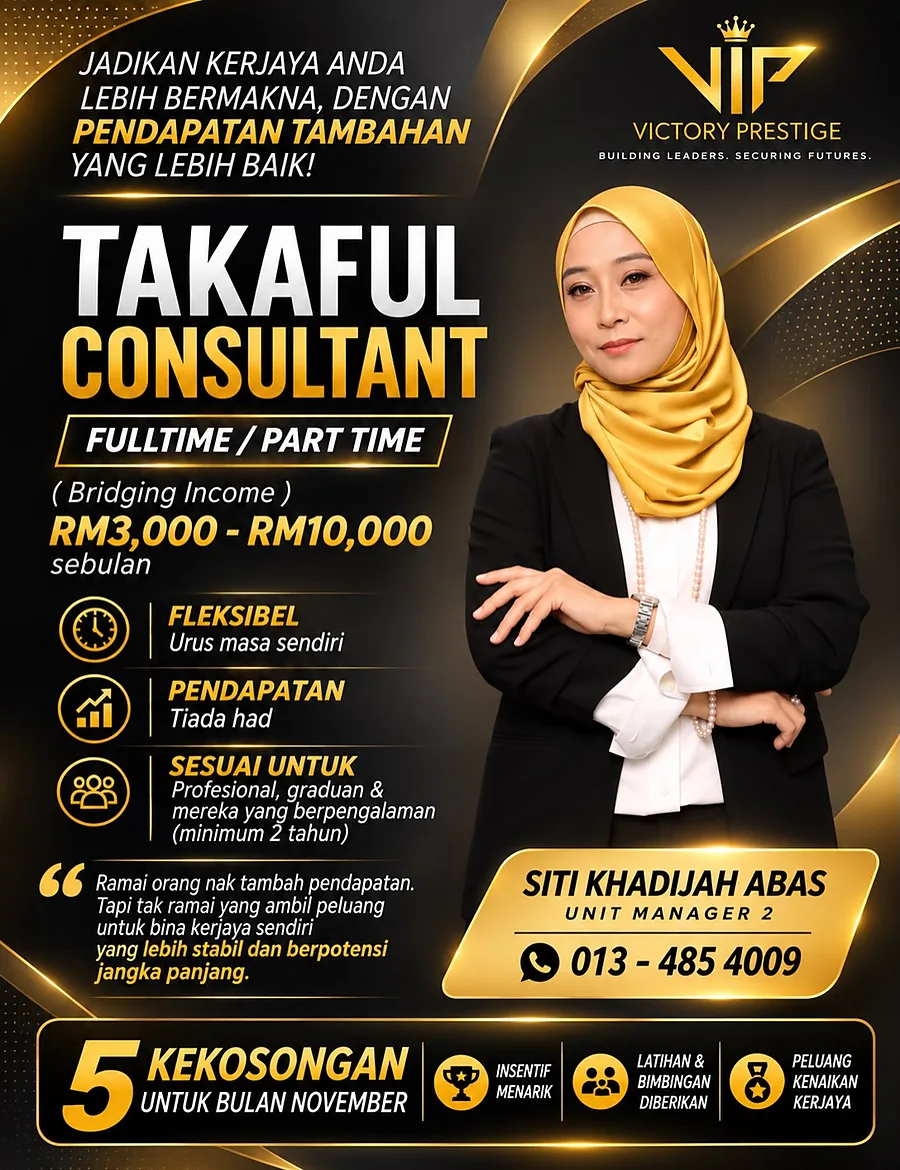 JADIKAN KERJAYA ANDA
LEBIH BERMAKNA, DENGAN
PENDAPATAN TAMBAHAN
YANG LEBIH BAIK!
VIP
VICTORY PRESTIGE
BUILDING LEADERS. SECURING FUTURES.
TAKAFUL
CONSULTANT
FULLTIME / PART TIME
( Bridging Income )
RM3,000 - RM10,000
sebulan
FLEKSIBEL
Urus masa sendiri
PENDAPATAN
Tiada had
SESUAI UNTUK
Profesional, graduan &
mereka yang berpengalaman
(minimum 2 tahun)
“ Ramai orang nak tambah pendapatan.
Tapi tak ramai yang ambil peluang
untuk bina kerjaya sendiri
yang lebih stabil dan berpotensi
jangka panjang.
SITI KHADIJAH ABAS
UNIT MANAGER 2
013 - 485 4009
5 KEKOSONGAN
UNTUK BULAN NOVEMBER
INSENTIF
MENARIK
LATIHAN &
BIMBINGAN
DIBERIKAN
PELUANG
KENAIKAN
KERJAYA